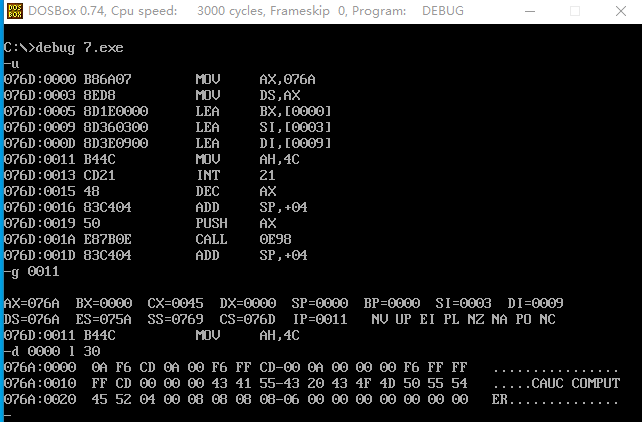 DOSBox 0.74, Cpu speed:    3000 cycles, Frameskip  0, Program:    DEBUG
C:\>debug 7.exe
-u
076D:0000 B86A07        MOV     AX,076A
076D:0003 8ED8          MOV     DS,AX
076D:0005 8D1E0000      LEA     BX,[0000]
076D:0009 8D360300      LEA     SI,[0003]
076D:000D 8D3E0900      LEA     DI,[0009]
076D:0011 B44C          MOV     AH,4C
076D:0013 CD21          INT     21
076D:0015 48            DEC     AX
076D:0016 83C404        ADD     SP,+04
076D:0019 50            PUSH    AX
076D:001A E87B0E        CALL    0E98
076D:001D 83C404        ADD     SP,+04
-g 0011
AX=076A  BX=0000  CX=0045  DX=0000  SP=0000  BP=0000  SI=0003  DI=0009
DS=076A  ES=075A  SS=0769  CS=076D  IP=0011   NV UP EI PL NZ NA PO NC
076D:0011 B44C          MOV     AH,4C
-d 0000 l 30
076A:0000  0A F6 CD 0A 00 F6 FF CD-00 0A 00 00 00 F6 FF FF   ................
076A:0010  FF CD 00 00 00 43 41 55-43 20 43 4F 4D 50 55 54   .....CAUC COMPUT
076A:0020  45 52 04 00 08 08 08 08-06 00 00 00 00 00 00 00   ER..............
-